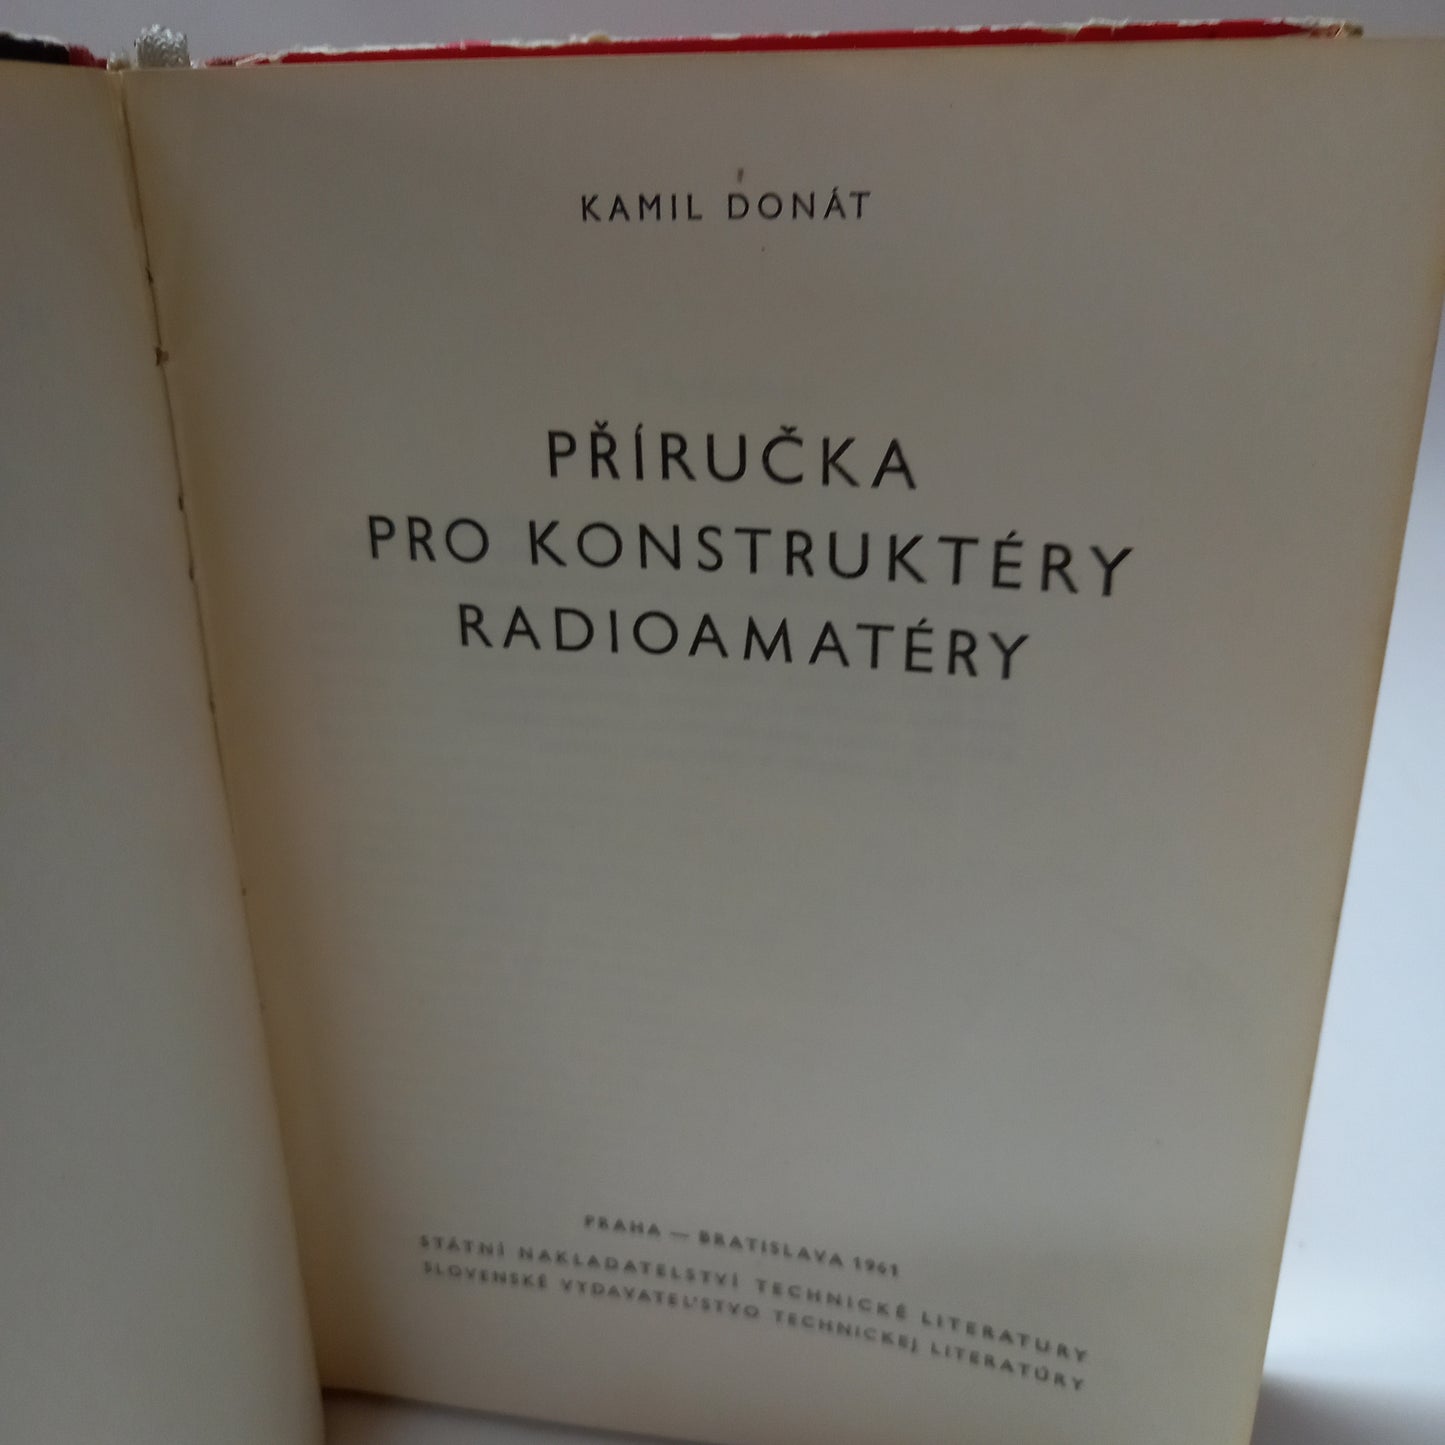 KAMIL DONÁT
PŘÍRUČKA
PRO KONSTRUKTÉRY
RADIOAMATÉRY
PRAHA — BRATISLAVA 1961
STÁTNÍ NAKLADATELSTVÍ TECHNICKÉ LITERATURY
SLOVENSKÉ VYDAVATEĽSTVO TECHNICKEJ LITERATÚRY